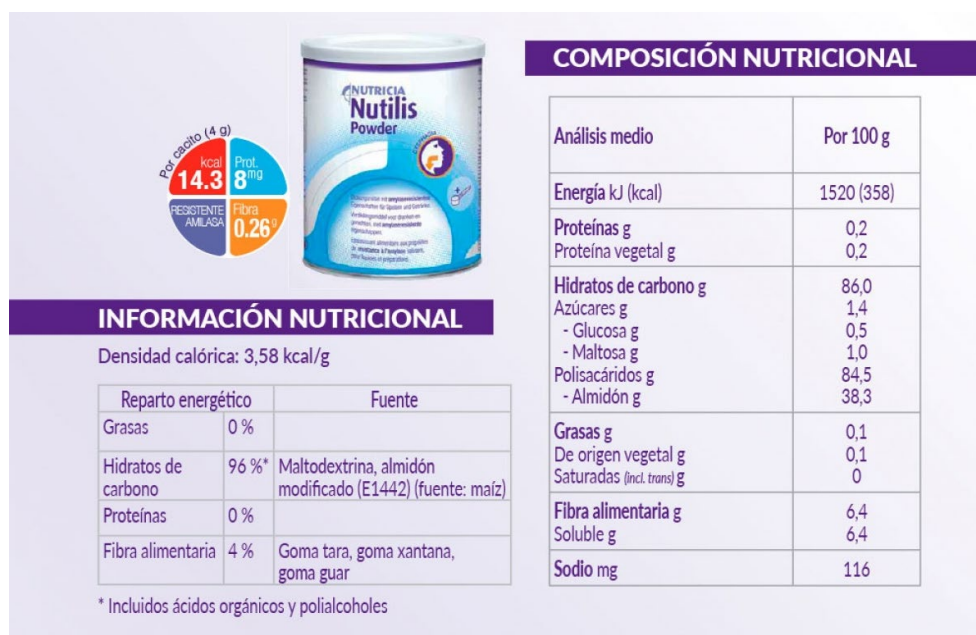 Por cacito (4 g)
kcal
14.3
Prot.
8mg
RESISTENTE
AMILASA
Fibra
0.26g
NUTRICIA
Nutilis
Powder
INFORMACIÓN NUTRICIONAL
Densidad calórica: 3,58 kcal/g
Reparto energético Fuente
Grasas 0 %
Hidratos de carbono 96 %* Maltodextrina, almidón
modificado (E1442) (fuente: maíz)
Proteínas 0 %
Fibra alimentaria 4 % Goma tara, goma xantana,
goma guar
* Incluidos ácidos orgánicos y polialcoholes
COMPOSICIÓN NUTRICIONAL
Análisis medio Por 100 g
Energía kJ (kcal) 1520 (358)
Proteínas g 0,2
Proteína vegetal g 0,2
Hidratos de carbono g 86,0
Azúcares g 1,4
- Glucosa g 0,5
- Maltosa g 1,0
Polisacáridos g 84,5
- Almidón g 38,3
Grasas g 0,1
De origen vegetal g 0,1
Saturadas (incl. trans) g 0
Fibra alimentaria g 6,4
Soluble g 6,4
Sodio mg 116